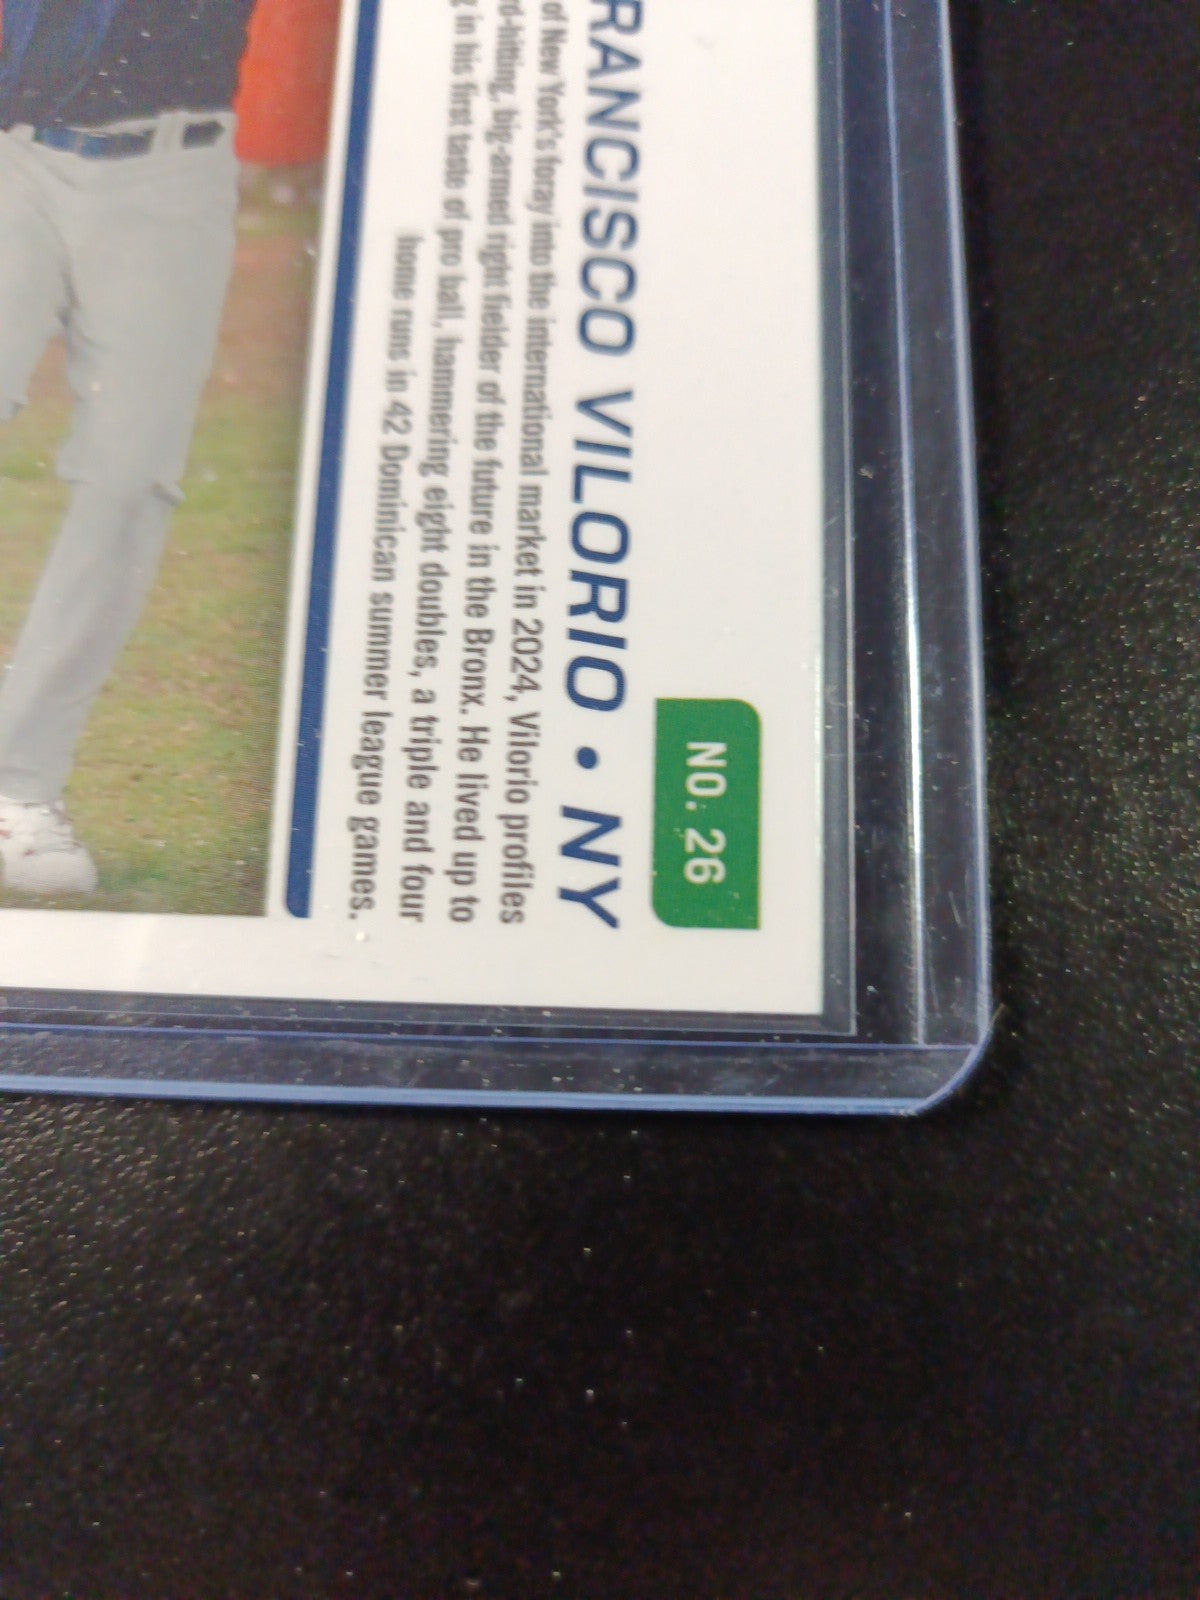 NO. 26
RANCISCO VILORIO • NY
of New York's foray into the international market in 2024, Vilorio profiles
rd-hitting, big-armed right fielder of the future in the Bronx. He lived up to
g in his first taste of pro ball, hammering eight doubles, a triple and four
home runs in 42 Dominican summer league games.